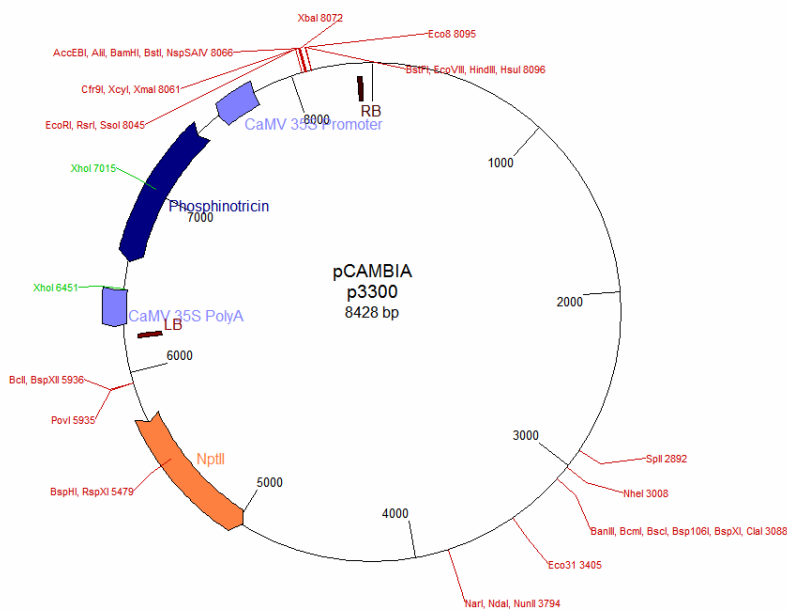 XbaI 8072
Eco8 8095
AccEBI, AliI, BamHI, BstI, NspSAIV 8066
BstFI, EcoVIII, HindIII, HsuI 8096
Cfr9I, XcyI, XmaI 8061
RB
8000
EcoRI, RsrI, SsoI 8045
CaMV 35S Promoter
1000
XhoI 7015
Phosphinotricin
7000
pCAMBIA
p3300
8428 bp
XhoI 6451
2000
CaMV 35S PolyA
LB
6000
BclI, BspXII 5936
PovI 5935
3000
SplI 2892
NptII
5000
BspHI, RspXI 5479
NheI 3008
4000
BanIII, BcmI, BscI, Bsp106I, BspXI, ClaI 3088
Eco31 3405
NarI, NdaI, NunII 3794